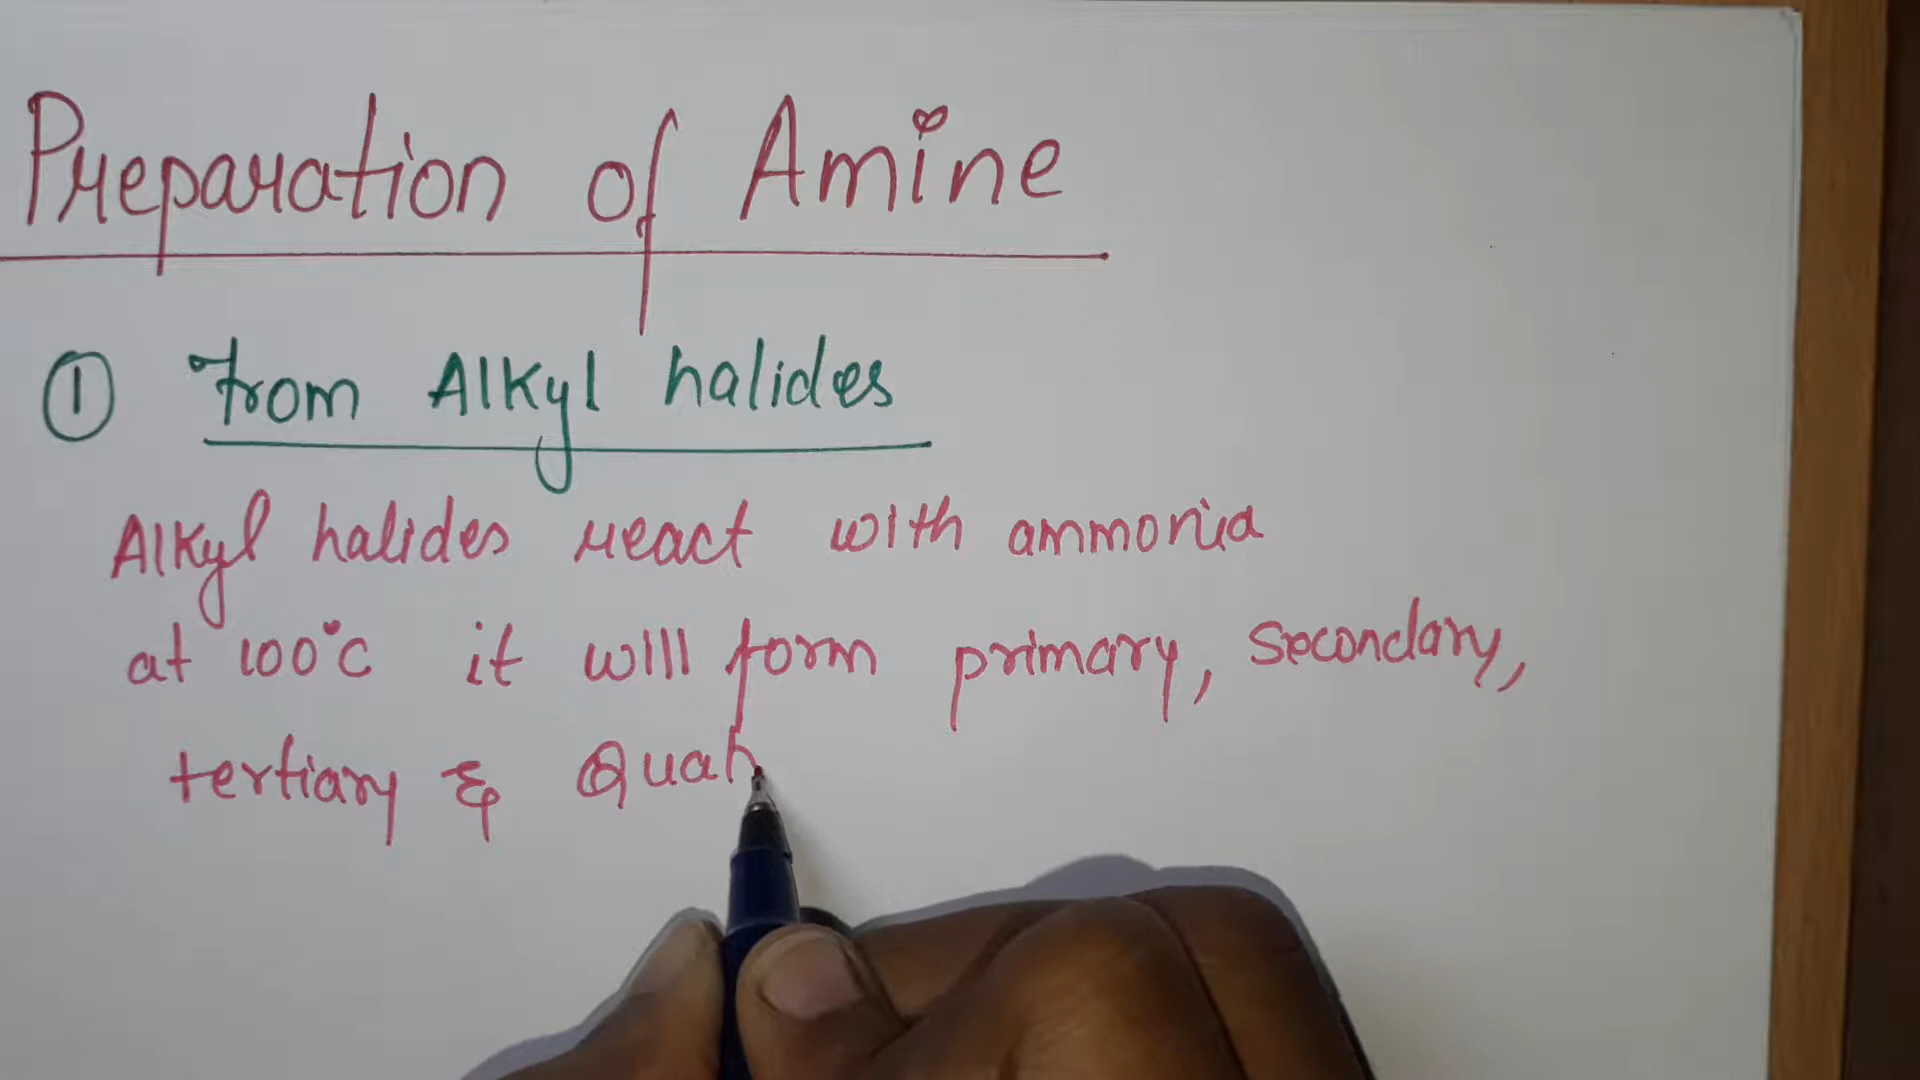 Preparation of Amine
① From Alkyl halides
Alkyl halides react with ammonia
at 100°C it will form primary, secondary,
tertiary &